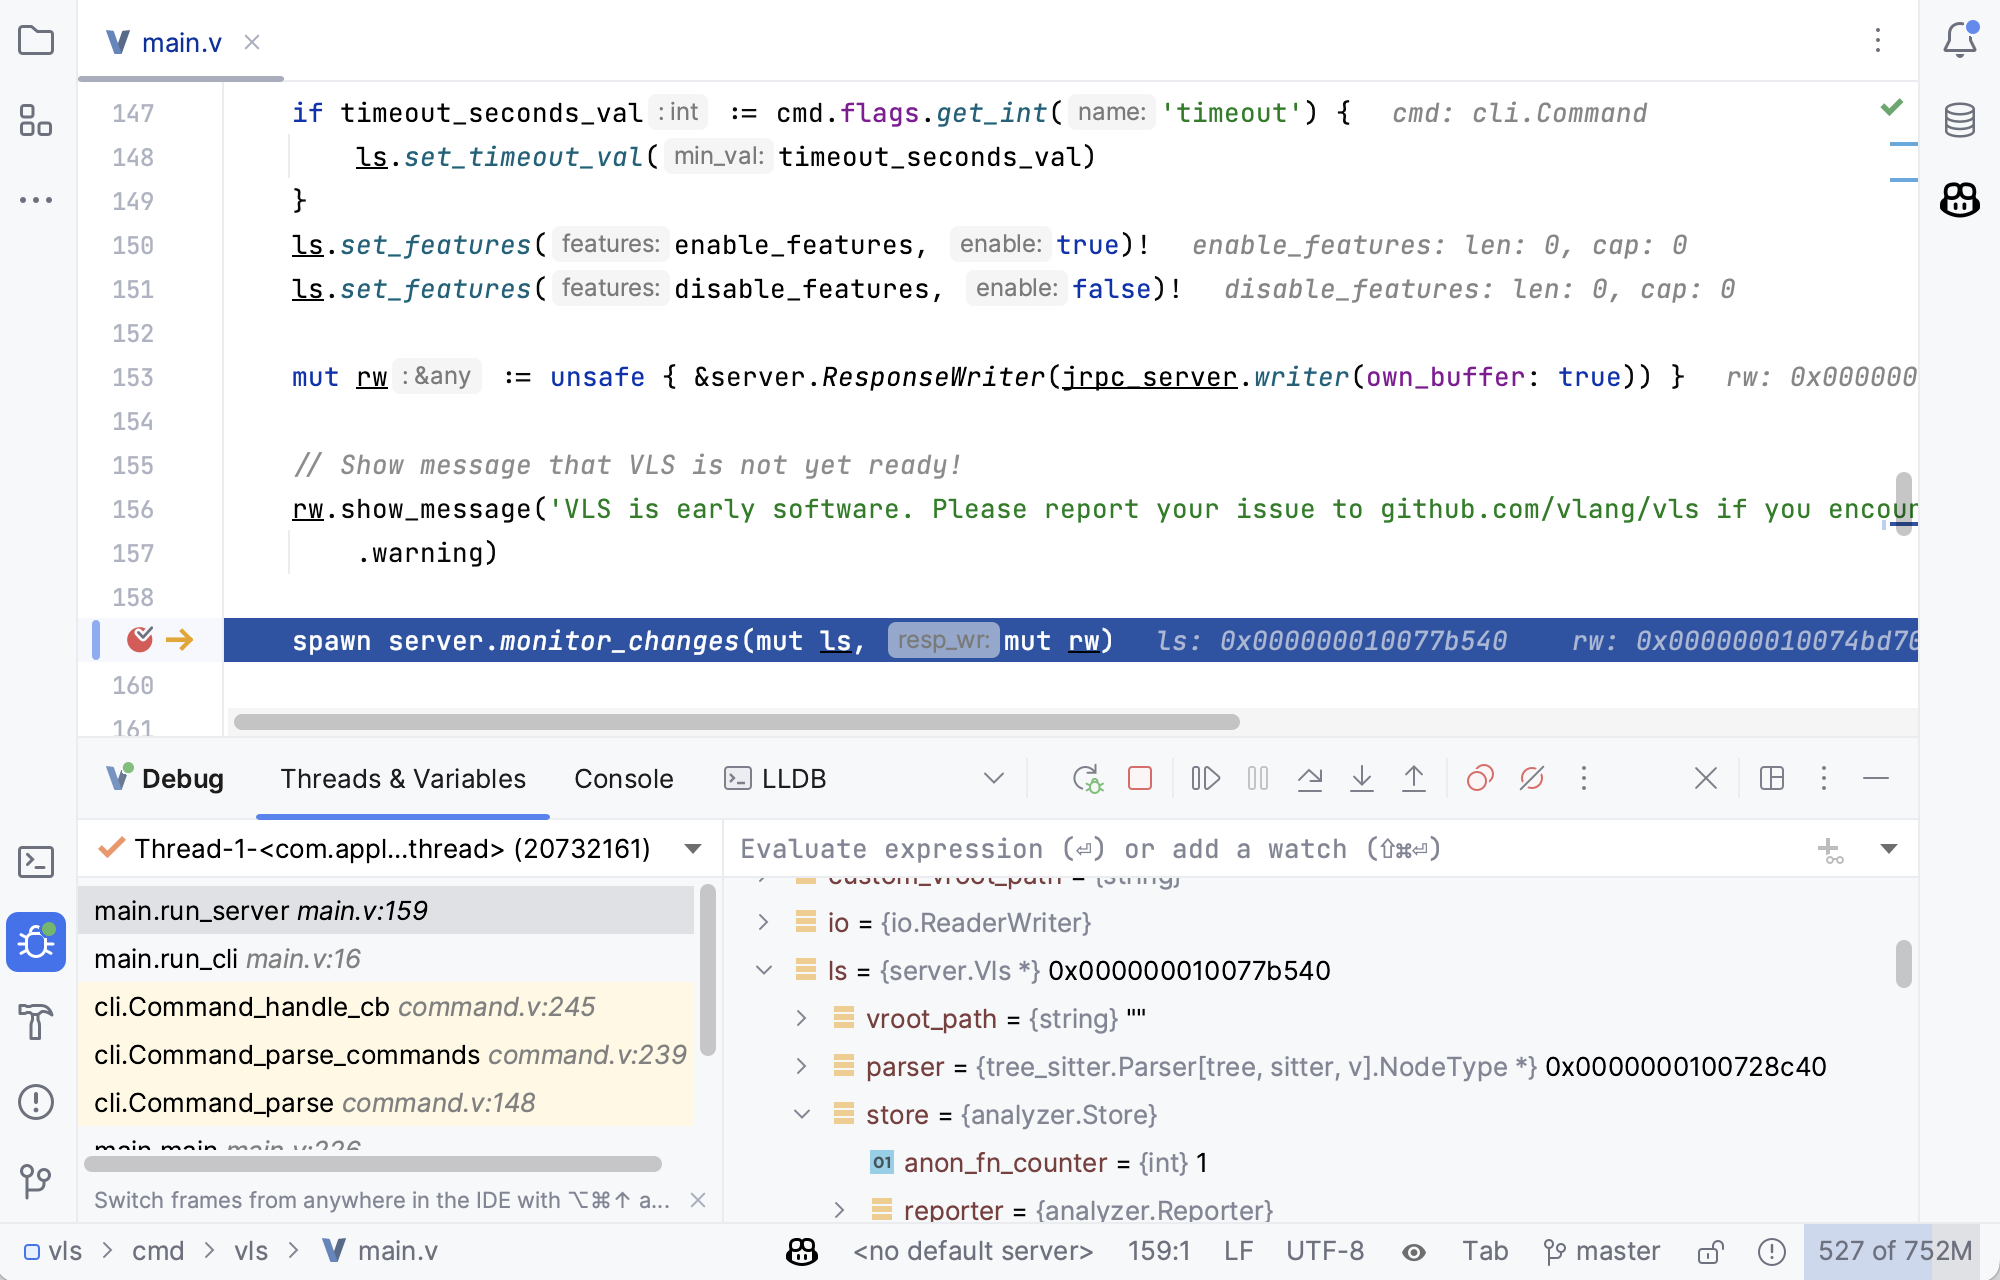 main.v
147 if timeout_seconds_val : int := cmd.flags.get_int( name: 'timeout') { cmd: cli.Command
148 ls.set_timeout_val( min_val: timeout_seconds_val)
149 }
150 ls.set_features( features: enable_features, enable: true)! enable_features: len: 0, cap: 0
151 ls.set_features( features: disable_features, enable: false)! disable_features: len: 0, cap: 0
152
153 mut rw : &any := unsafe { &server.ResponseWriter(jrpc_server.writer(own_buffer: true)) } rw: 0x000000
154
155 // Show message that VLS is not yet ready!
156 rw.show_message('VLS is early software. Please report your issue to github.com/vlang/vls if you encoun
157 .warning)
158
spawn server.monitor_changes(mut ls, resp_wr: mut rw) ls: 0x000000010077b540 rw: 0x000000010074bd70
160
161
Debug Threads & Variables Console LLDB
Thread-1-<com.appl...thread> (20732161)
Evaluate expression (⏎) or add a watch (⇧⌘⏎)
main.run_server main.v:159
main.run_cli main.v:16
cli.Command_handle_cb command.v:245
cli.Command_parse_commands command.v:239
cli.Command_parse command.v:148
main.main main.v:226
Switch frames from anywhere in the IDE with ⌥⌘↑ a...
custom_vroot_path = {string}
io = {io.ReaderWriter}
ls = {server.Vls *} 0x000000010077b540
vroot_path = {string} ""
parser = {tree_sitter.Parser[tree, sitter, v].NodeType *} 0x0000000100728c40
store = {analyzer.Store}
01 anon_fn_counter = {int} 1
reporter = {analyzer.Reporter}
vls > cmd > vls > main.v
<no default server> 159:1 LF UTF-8 Tab master 527 of 752M